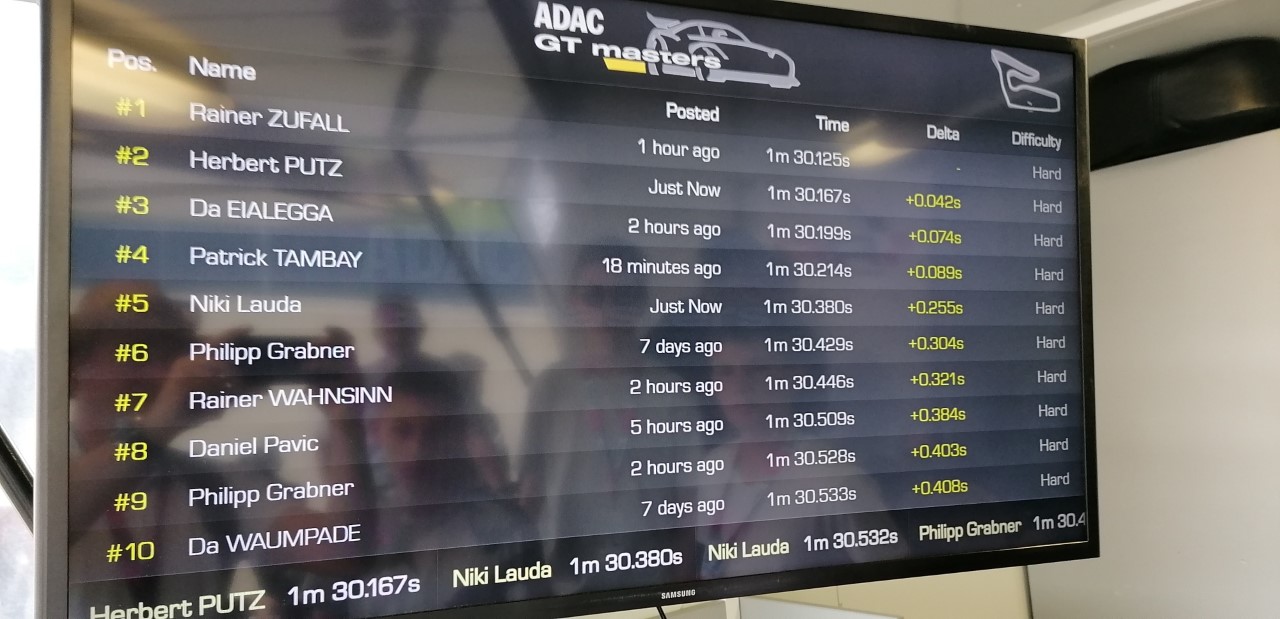 ADAC
GT masters
Pos. Name Posted Time Delta Difficulty
#1 Rainer ZUFALL 1 hour ago 1m 30.125s - Hard
#2 Herbert PUTZ Just Now 1m 30.167s +0.042s Hard
#3 Da EIALEGGA 2 hours ago 1m 30.199s +0.074s Hard
#4 Patrick TAMBAY 18 minutes ago 1m 30.214s +0.089s Hard
#5 Niki Lauda Just Now 1m 30.380s +0.255s Hard
#6 Philipp Grabner 7 days ago 1m 30.429s +0.304s Hard
#7 Rainer WAHNSINN 2 hours ago 1m 30.446s +0.321s Hard
#8 Daniel Pavic 5 hours ago 1m 30.509s +0.384s Hard
#9 Philipp Grabner 2 hours ago 1m 30.528s +0.403s Hard
#10 Da WAUMPADE 7 days ago 1m 30.533s +0.408s Hard
Herbert PUTZ 1m 30.167s Niki Lauda 1m 30.380s Niki Lauda 1m 30.532s Philipp Grabner 1m 30.4
SAMSUNG